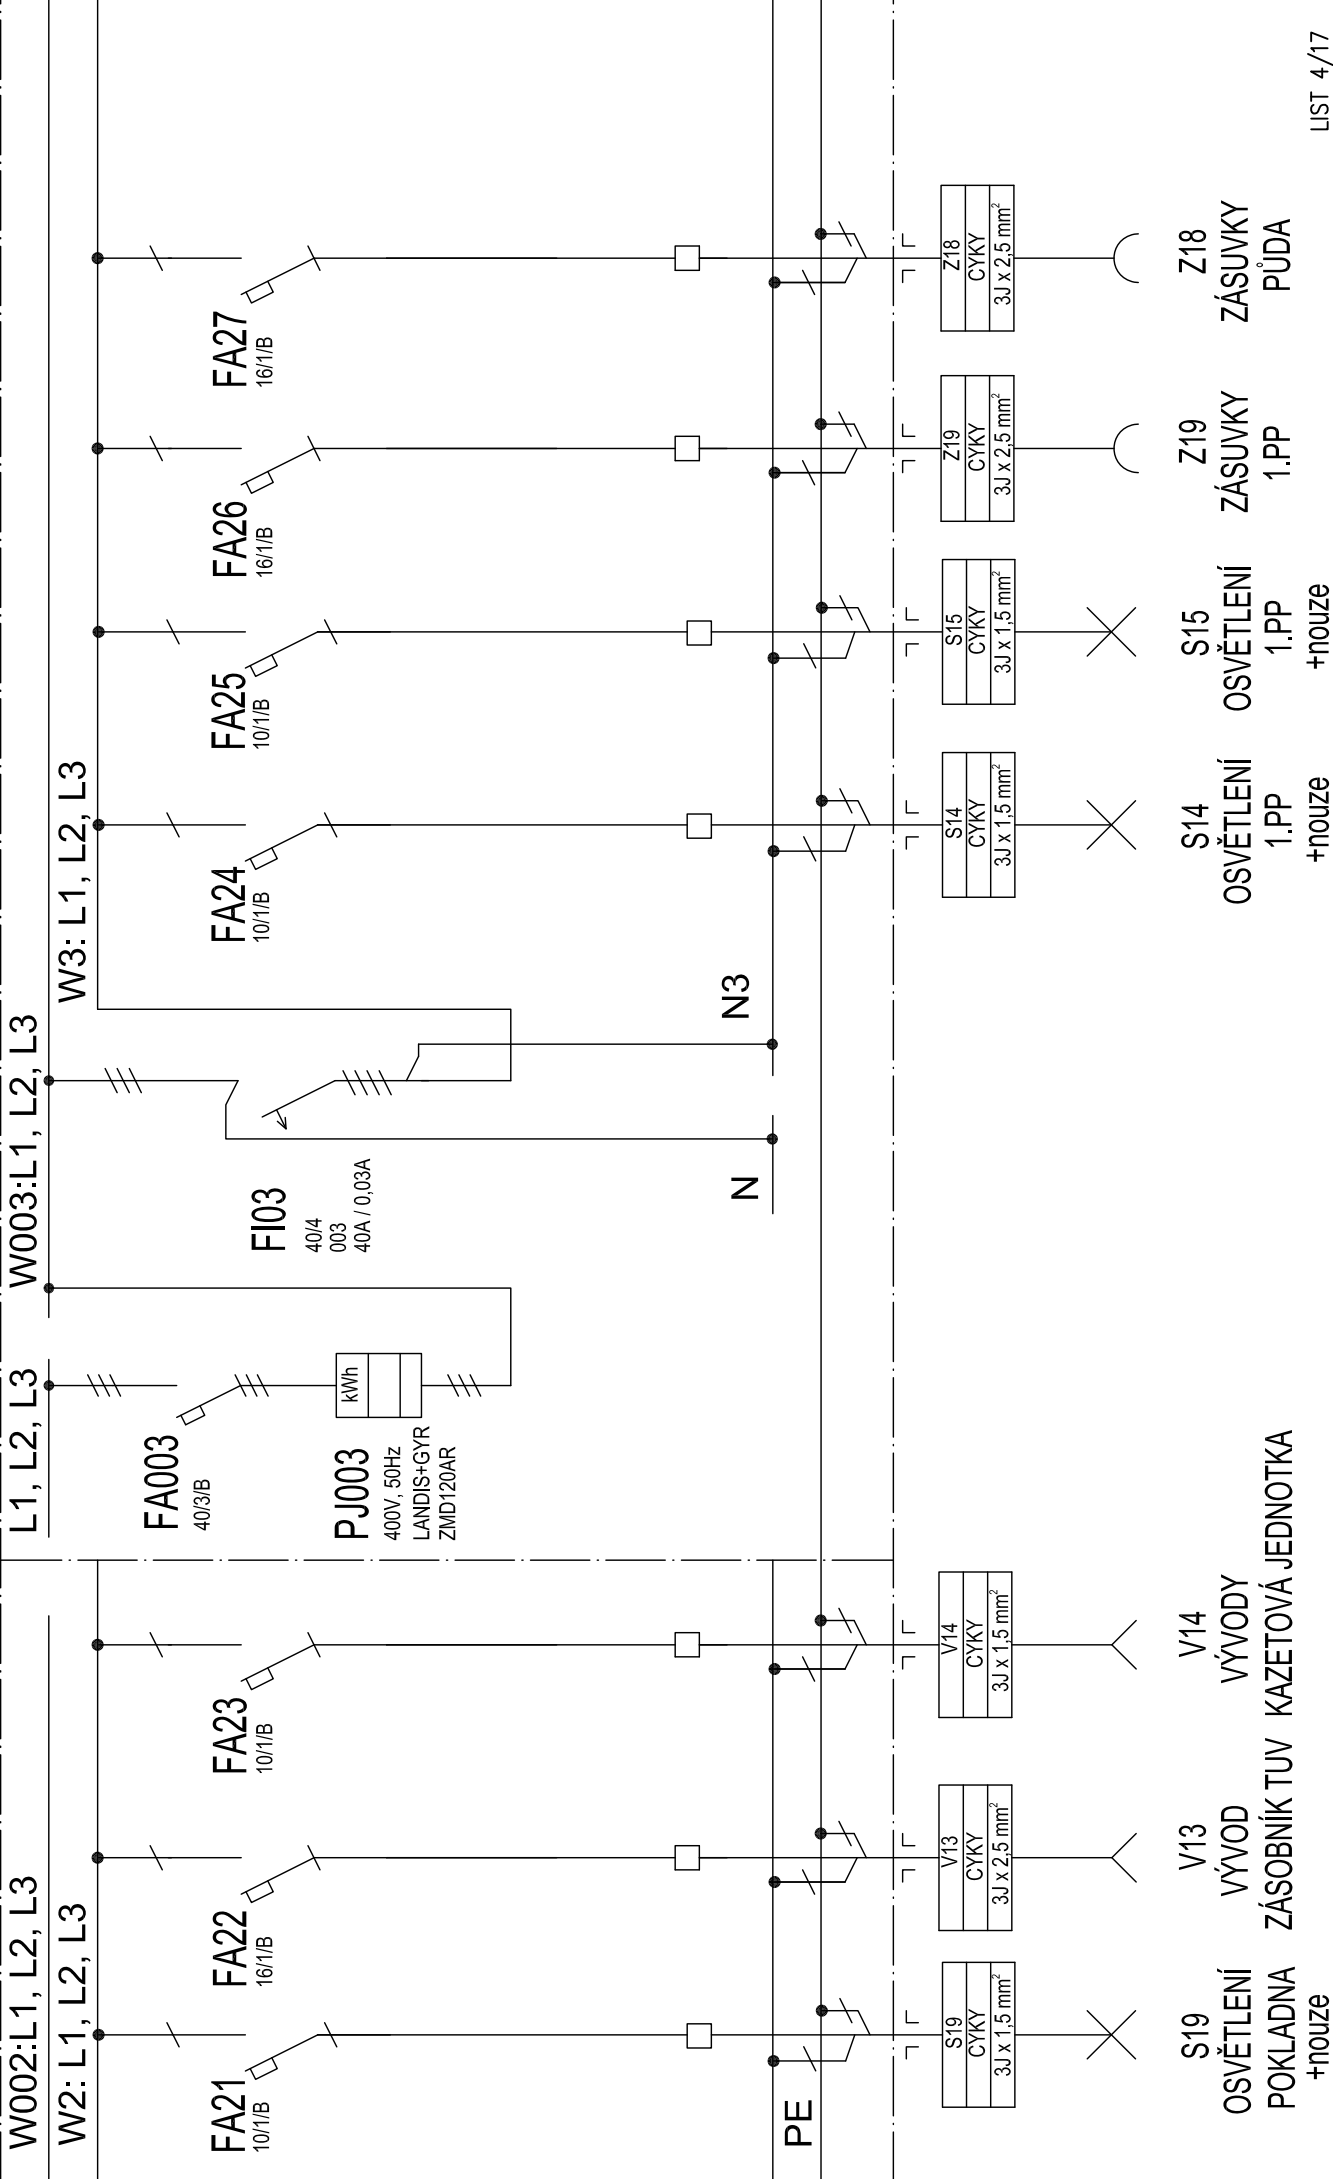 W002:L1, L2, L3
W2: L1, L2, L3
L1, L2, L3
W003:L1, L2, L3
W3: L1, L2, L3
FA21
10/1/B
FA22
16/1/B
FA23
10/1/B
FA003
40/3/B
PJ003
400V, 50Hz
LANDIS+GYR
ZMD120AR
kWh
FI03
40/4
003
40A / 0,03A
FA24
10/1/B
FA25
10/1/B
FA26
16/1/B
FA27
16/1/B
N
N3
PE
S19
CYKY
3J x 1,5 mm²
V13
CYKY
3J x 2,5 mm²
V14
CYKY
3J x 1,5 mm²
S14
CYKY
3J x 1,5 mm²
S15
CYKY
3J x 1,5 mm²
Z19
CYKY
3J x 2,5 mm²
Z18
CYKY
3J x 2,5 mm²
S19
OSVĚTLENÍ
POKLADNA
+nouze
V13
VÝVOD
ZÁSOBNÍK TUV
V14
VÝVODY
KAZETOVÁ JEDNOTKA
S14
OSVĚTLENÍ
1.PP
+nouze
S15
OSVĚTLENÍ
1.PP
+nouze
Z19
ZÁSUVKY
1.PP
Z18
ZÁSUVKY
PŮDA
LIST 4/17